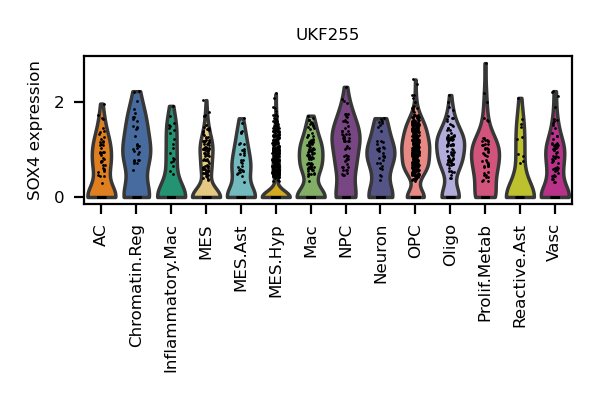 UKF255
SOX4 expression
2
0
AC
Chromatin.Reg
Inflammatory.Mac
MES
MES.Ast
MES.Hyp
Mac
NPC
Neuron
OPC
Oligo
Prolif.Metab
Reactive.Ast
Vasc